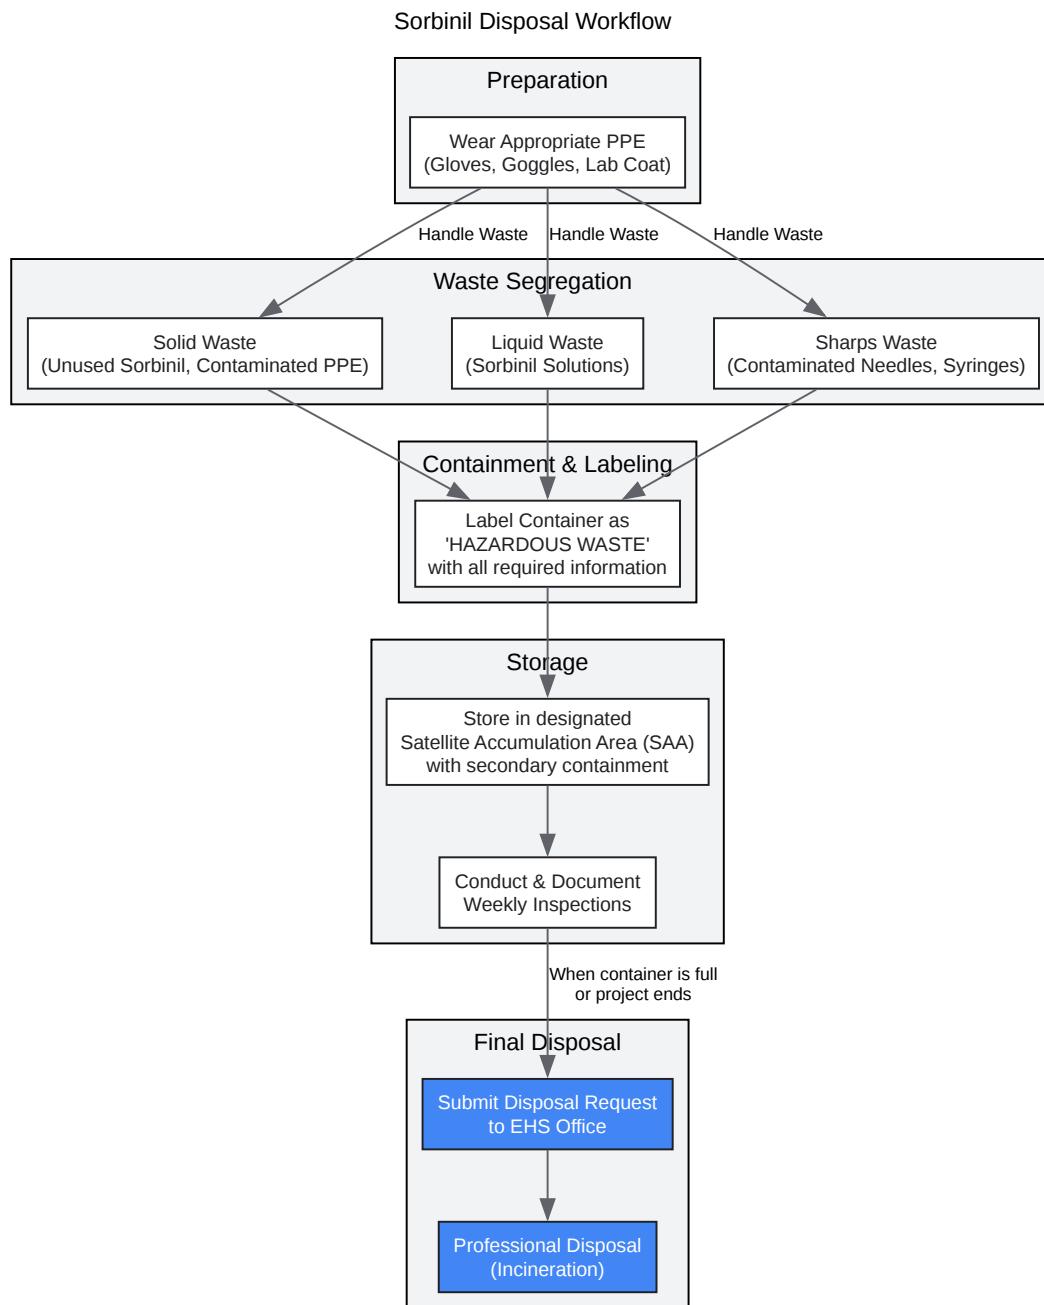 Sorbinil Disposal Workflow
Preparation
Wear Appropriate PPE
(Gloves, Goggles, Lab Coat)
Handle Waste
Handle Waste
Handle Waste
Waste Segregation
Solid Waste
(Unused Sorbinil, Contaminated PPE)
Liquid Waste
(Sorbinil Solutions)
Sharps Waste
(Contaminated Needles, Syringes)
Containment & Labeling
Label Container as
'HAZARDOUS WASTE'
with all required information
Storage
Store in designated
Satellite Accumulation Area (SAA)
with secondary containment
Conduct & Document
Weekly Inspections
When container is full
or project ends
Final Disposal
Submit Disposal Request
to EHS Office
Professional Disposal
(Incineration)